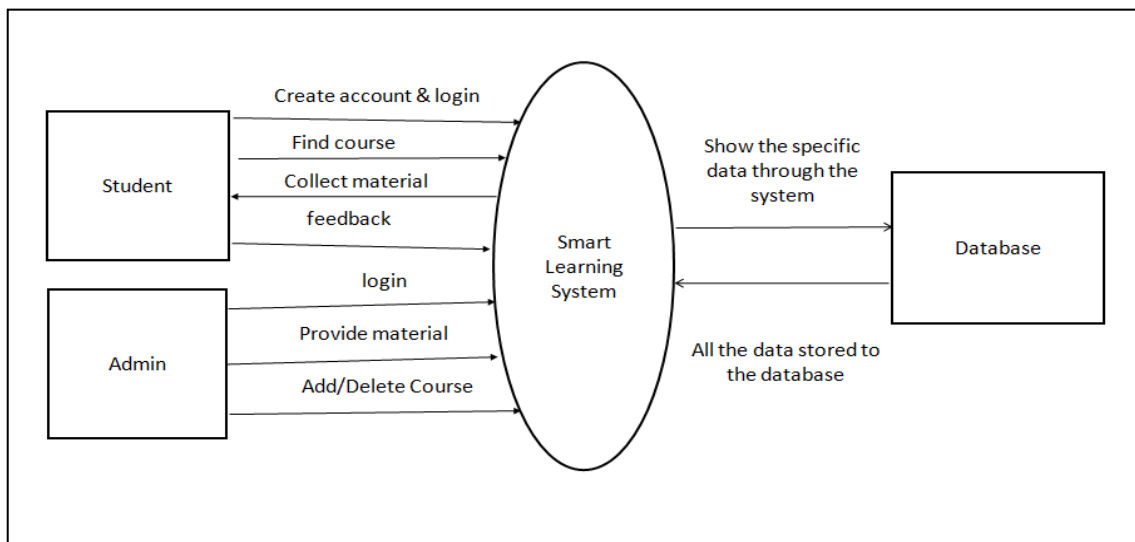 Create account & login
Find course
Collect material
feedback
Student
login
Provide material
Add/Delete Course
Admin
Smart
Learning
System
Show the specific
data through the
system
All the data stored to
the database
Database